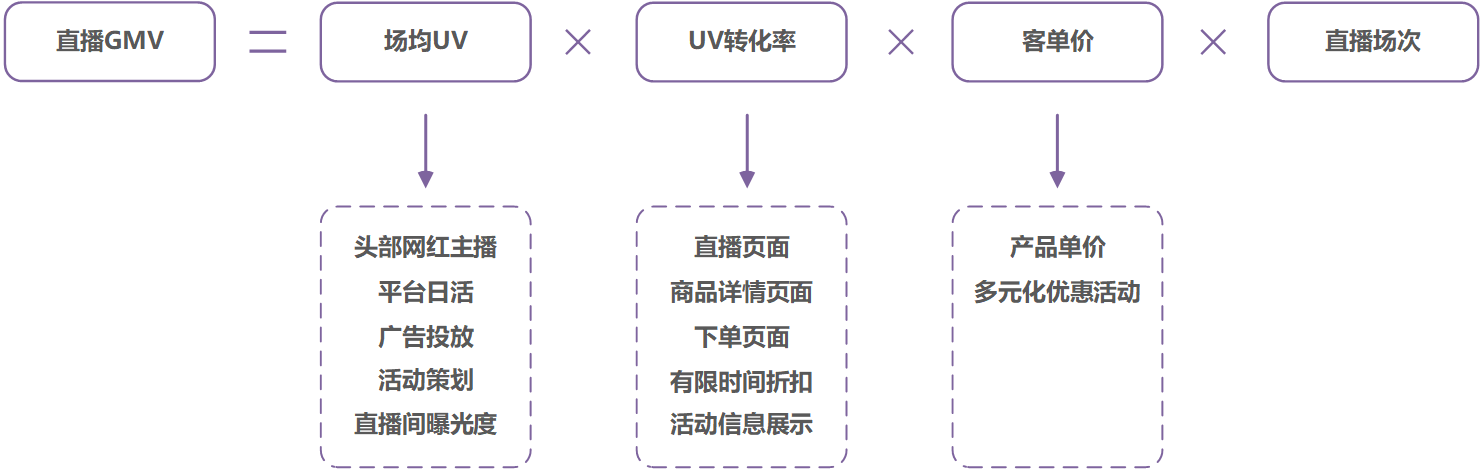 直播GMV = 场均UV × UV转化率 × 客单价 × 直播场次
头部网红主播
平台日活
广告投放
活动策划
直播间曝光度
直播页面
商品详情页面
下单页面
有限时间折扣
活动信息展示
产品单价
多元化优惠活动